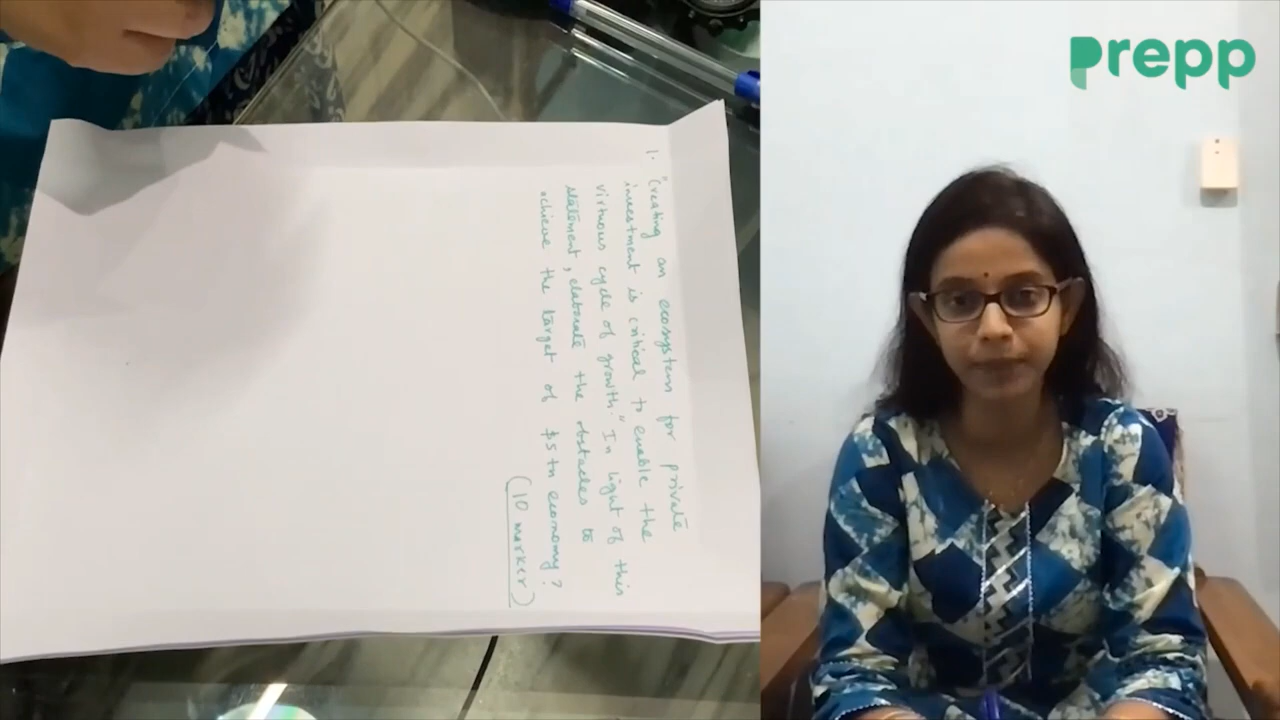 prepp
1. "Creating an ecosystem for private
investment is critical to enable the
virtuous cycle of growth." In light of this
statement, elaborate the obstacles to
achieve the target of $5 tn economy?
(10 marker)